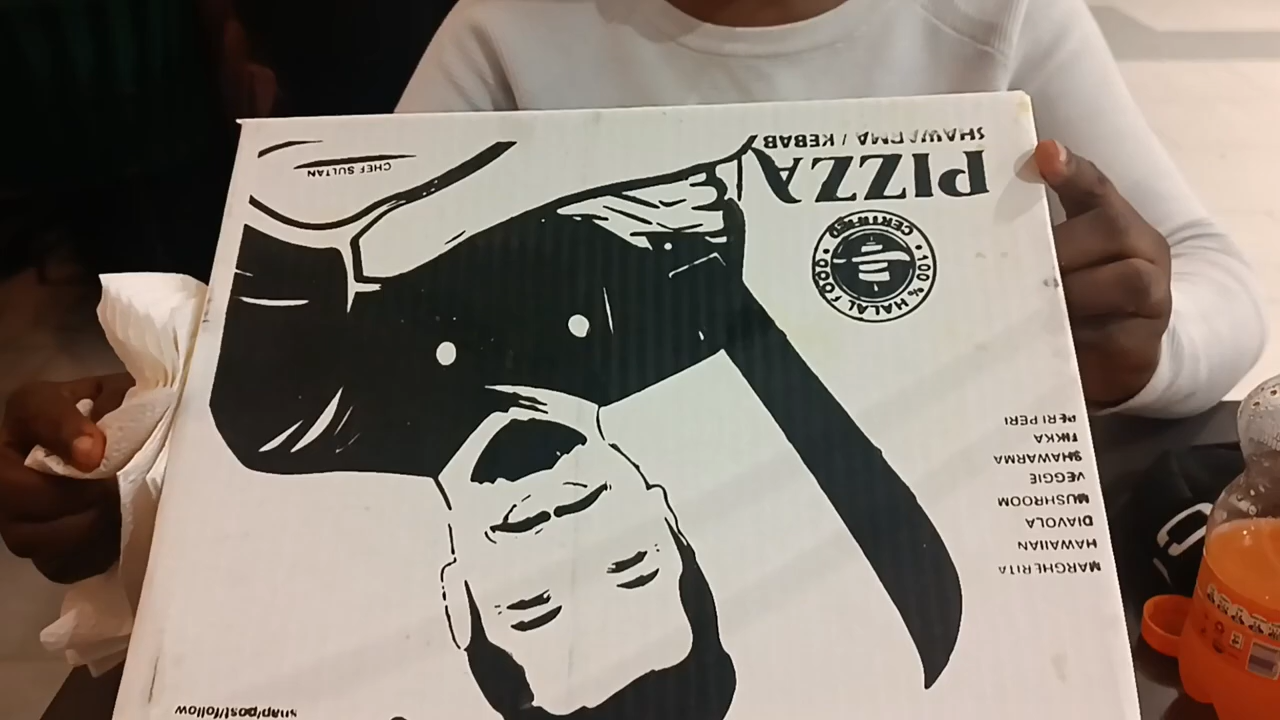 snap/post/follow
MARGHERITA
HAWAIIAN
DIAVOLA
MUSHROOM
VEGGIE
SHAWARMA
TIKKA
PERI PERI
100% HALAL FOOD
CERTIFIED
PIZZA
SHAWARMA / KEBAB
CHEF SULTAN